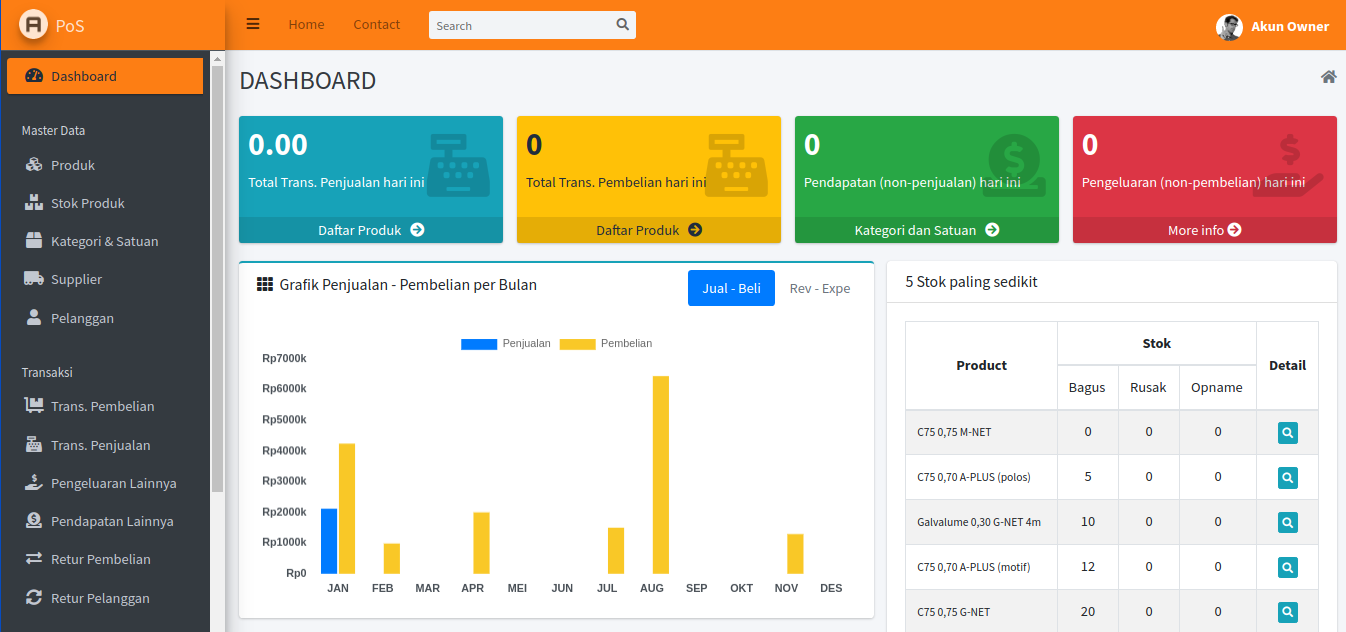 A PoS
Home Contact Search Akun Owner
Dashboard
Master Data
Produk
Stok Produk
Kategori & Satuan
Supplier
Pelanggan
Transaksi
Trans. Pembelian
Trans. Penjualan
Pengeluaran Lainnya
Pendapatan Lainnya
Retur Pembelian
Retur Pelanggan
DASHBOARD
0.00
Total Trans. Penjualan hari ini
Daftar Produk
0
Total Trans. Pembelian hari ini
Daftar Produk
0
Pendapatan (non-penjualan) hari ini
Kategori dan Satuan
0
Pengeluaran (non-pembelian) hari ini
More info
Grafik Penjualan - Pembelian per Bulan Jual - Beli Rev - Expe
Penjualan Pembelian
Rp7000k
Rp6000k
Rp5000k
Rp4000k
Rp3000k
Rp2000k
Rp1000k
Rp0
JAN FEB MAR APR MEI JUN JUL AUG SEP OKT NOV DES
5 Stok paling sedikit
Product Stok Detail
Bagus Rusak Opname
C75 0,75 M-NET 0 0 0
C75 0,70 A-PLUS (polos) 5 0 0
Galvalume 0,30 G-NET 4m 10 0 0
C75 0,70 A-PLUS (motif) 12 0 0
C75 0,75 G-NET 20 0 0